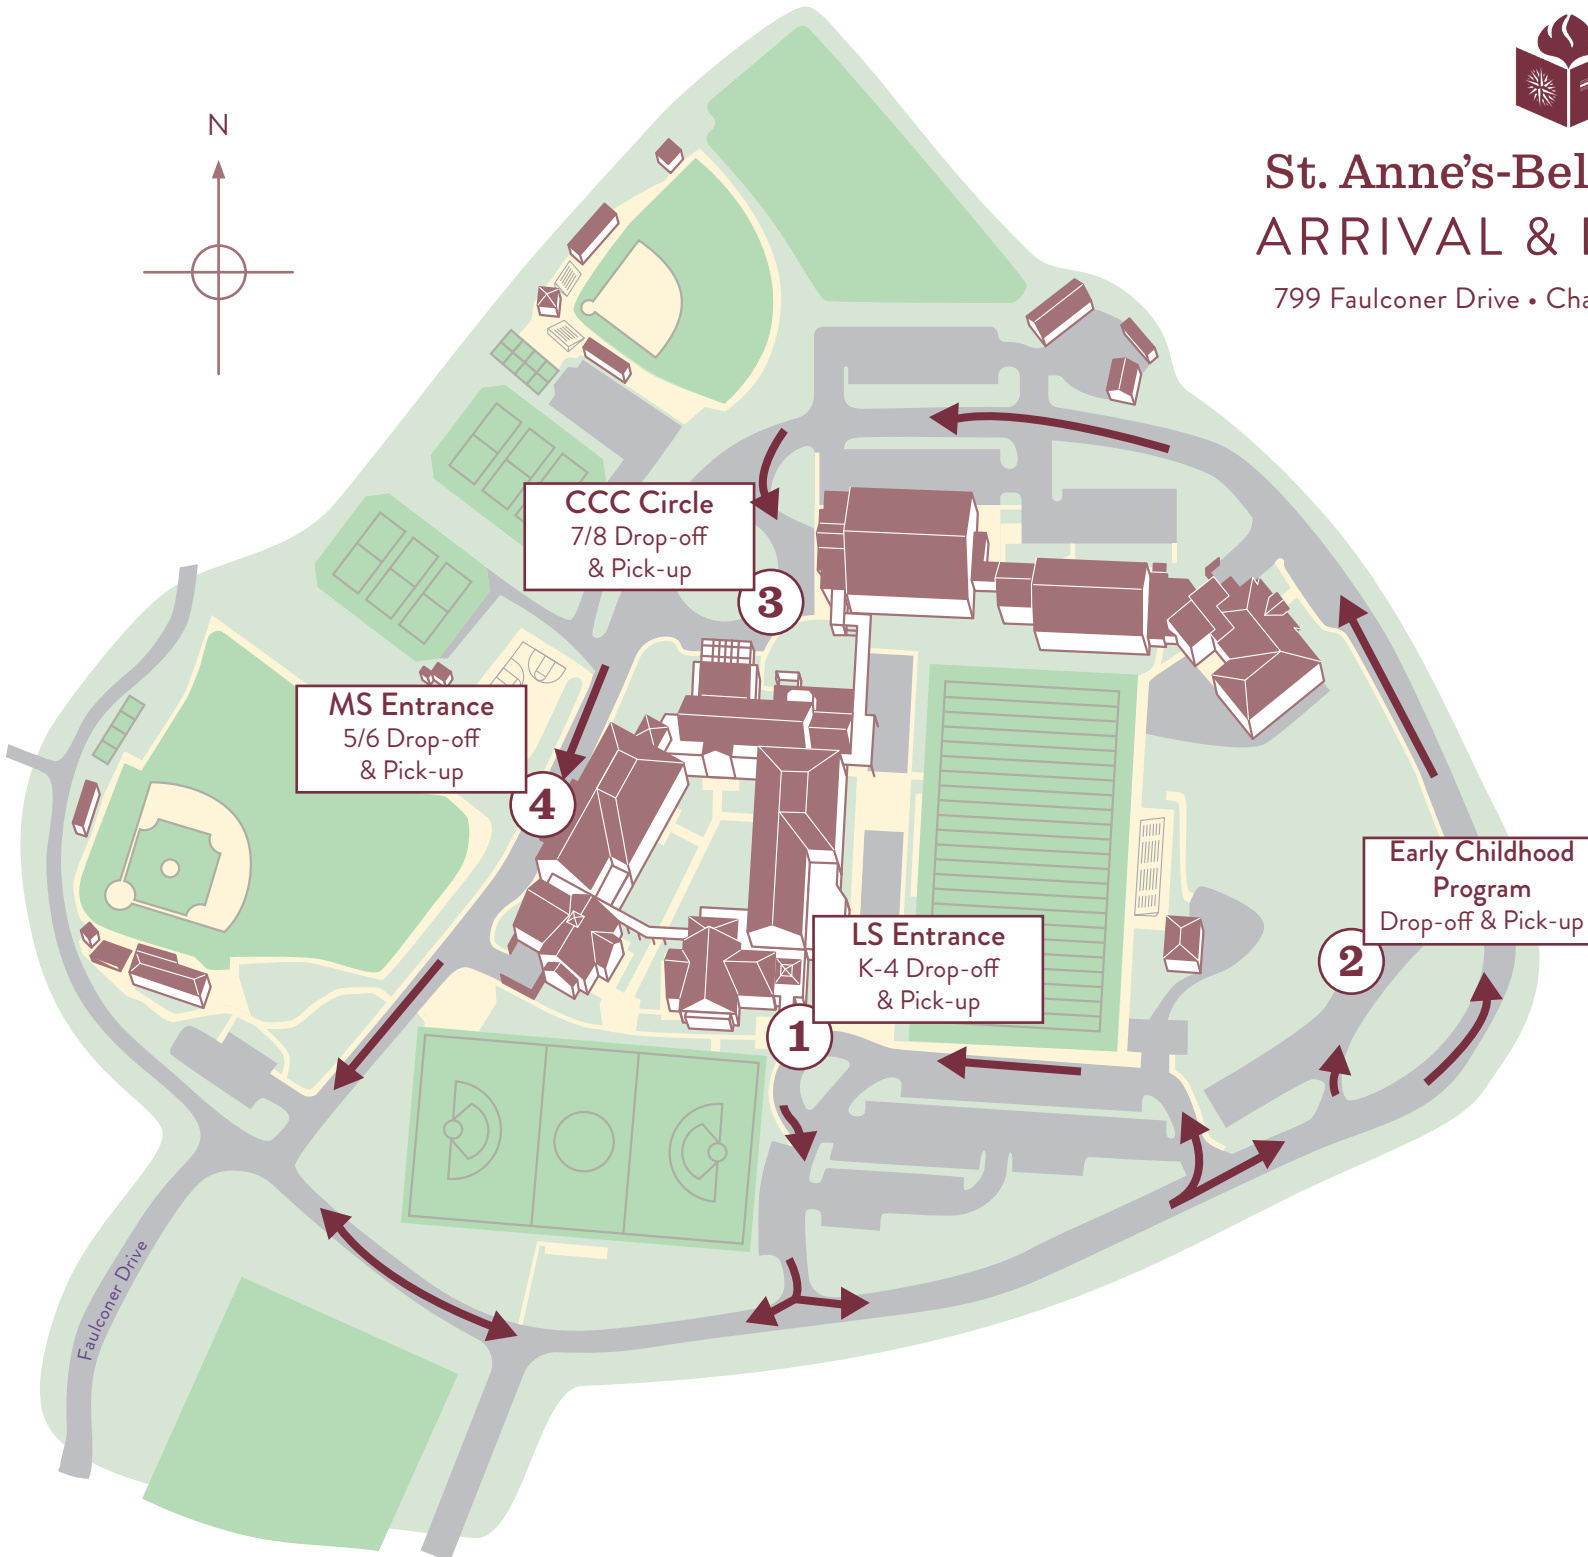 N
St. Anne's-Bel
ARRIVAL &
799 Faulconer Drive • Cha
CCC Circle
7/8 Drop-off
& Pick-up
3
MS Entrance
5/6 Drop-off
& Pick-up
4
Early Childhood
Program
Drop-off & Pick-up
2
LS Entrance
K-4 Drop-off
& Pick-up
1
Faulconer Drive